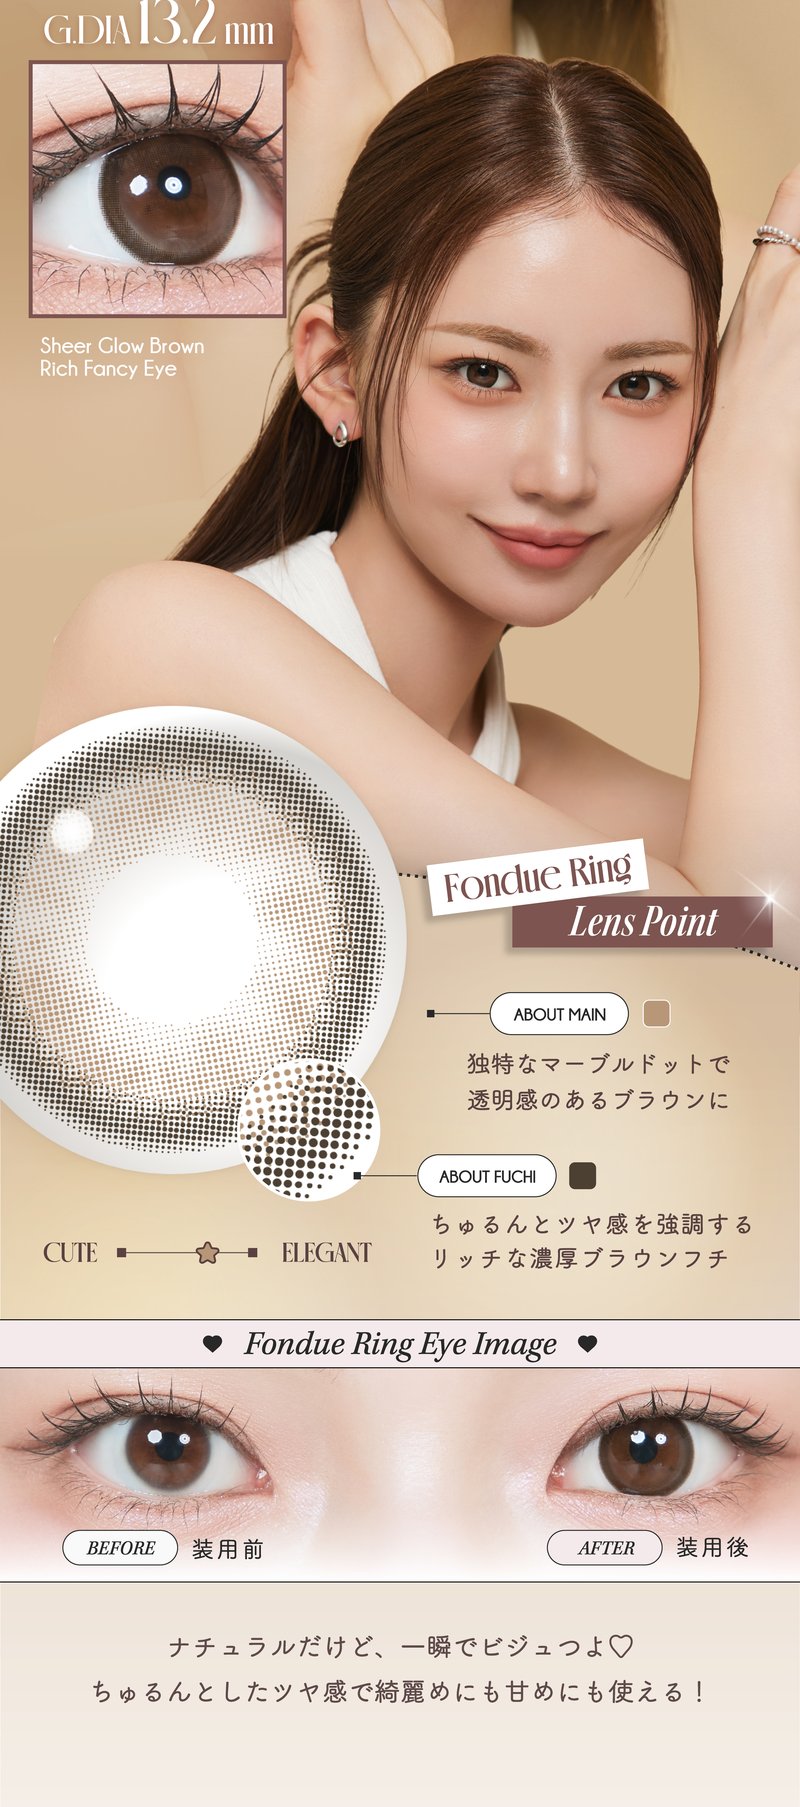 G.DIA 13.2 mm
Sheer Glow Brown
Rich Fancy Eye
Fondue Ring
Lens Point
ABOUT MAIN
独特なマーブルドットで
透明感のあるブラウンに
ABOUT FUCHI
ちゅるんとツヤ感を強調する
リッチな濃厚ブラウンフチ
CUTE ELEGANT
♥ Fondue Ring Eye Image ♥
BEFORE 装用前
AFTER 装用後
ナチュラルだけど、一瞬でビジュつよ♡
ちゅるんとしたツヤ感で綺麗めにも甘めにも使える！